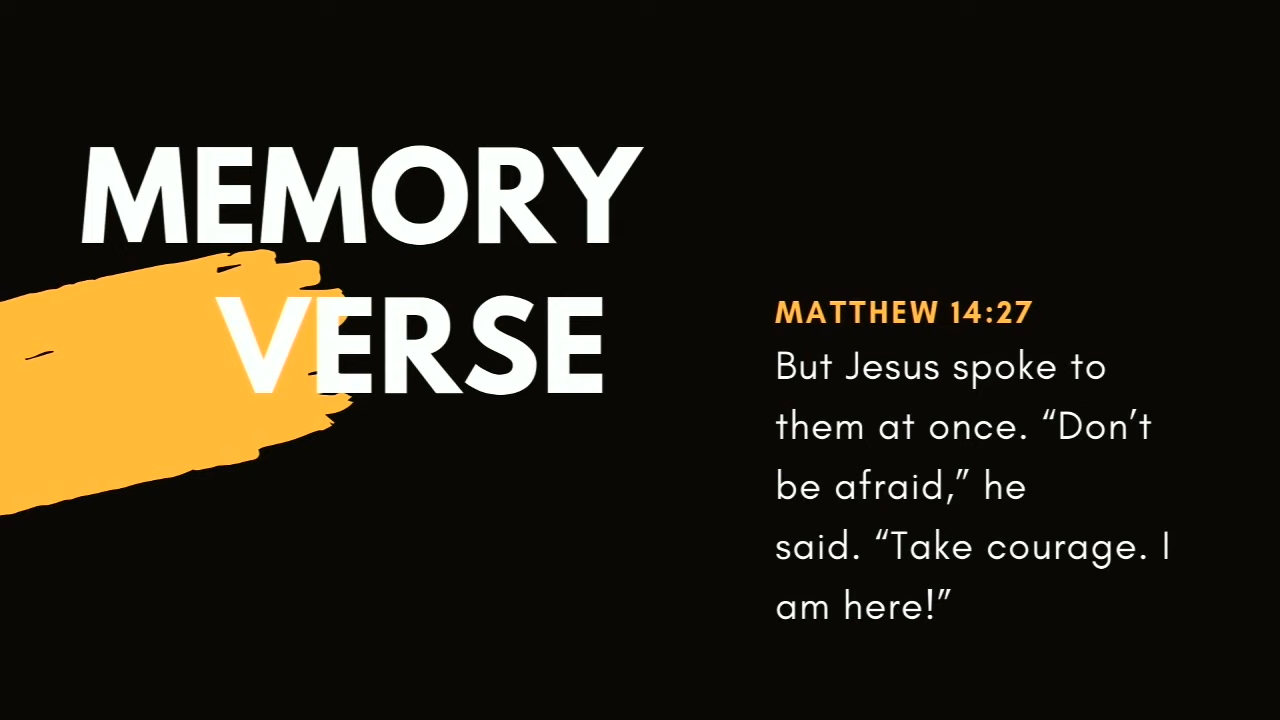 MEMORY
VERSE
MATTHEW 14:27
But Jesus spoke to
them at once. “Don’t
be afraid,” he
said. “Take courage. I
am here!”